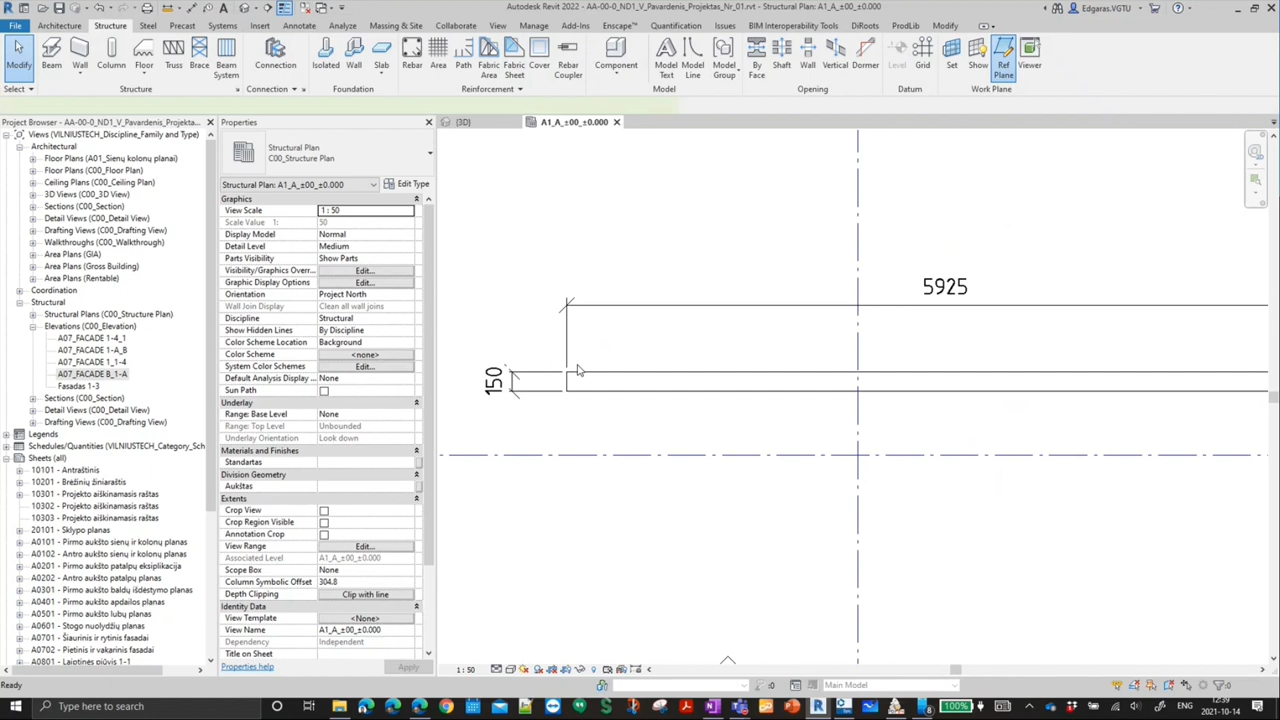 Autodesk Revit 2022 - AA-00-0_ND1_V_Pavardenis_Projektas_Nr_01.rvt - Structural Plan: A1_A_±00_±0.000
Edgaras.VGTU
File Architecture Structure Steel Precast Systems Insert Annotate Analyze Massing & Site Collaborate View Manage Add-Ins Enscape™ Quantification Issues BIM Interoperability Tools DiRoots ProdLib Modify
Modify Beam Wall Column Floor Truss Brace Beam System Connection Isolated Wall Slab Rebar Area Path Fabric Area Fabric Sheet Cover Rebar Coupler Component Model Text Model Line Model Group By Face Shaft Wall Vertical Dormer Level Grid Set Show Ref Plane Viewer
Select Structure Connection Foundation Reinforcement Model Opening Datum Work Plane
Project Browser - AA-00-0_ND1_V_Pavardenis_Projektas...
Views (VILNIUSTECH_Discipline_Family and Type)
Architectural
Floor Plans (A01_Sienų kolonų planai)
Floor Plans (C00_Floor Plan)
Ceiling Plans (C00_Ceiling Plan)
3D Views (C00_3D View)
Sections (C00_Section)
Detail Views (C00_Detail View)
Drafting Views (C00_Drafting View)
Walkthroughs (C00_Walkthrough)
Area Plans (GIA)
Area Plans (Gross Building)
Area Plans (Rentable)
Coordination
Structural
Structural Plans (C00_Structure Plan)
Elevations (C00_Elevation)
A07_FACADE 1-4_1
A07_FACADE 1-A_B
A07_FACADE 1_1-4
A07_FACADE B_1-A
Fasadas 1-3
Sections (C00_Section)
Detail Views (C00_Detail View)
Drafting Views (C00_Drafting View)
Legends
Schedules/Quantities (VILNIUSTECH_Category_Sch
Sheets (all)
10101 - Antraštinis
10201 - Brėžinių žiniaraštis
10301 - Projekto aiškinamais raštas
10302 - Projekto aiškinamasis raštas
10303 - Projekto aiškinamasis raštas
20101 - Sklypo planas
A0101 - Pirmo aukšto sienų ir kolonų planas
A0102 - Antro aukšto sienų ir kolonų planas
A0201 - Pirmo aukšto patalpų eksiplikacija
A0202 - Antro aukšto patalpų planas
A0301 - Pirmo aukšto baldų išdėstymo planas
A0401 - Pirmo aukšto apdailos planas
A0501 - Pirmo aukšto lubų planas
A0601 - Stogo nuolydžių planas
A0701 - Šiaurinis ir rytinis fasadai
A0702 - Pietinis ir vakarinis fasadai
A0801 - Laiptinės pjūvis 1-1
Properties
Structural Plan
C00_Structure Plan
Structural Plan: A1_A_±00_±0.000 Edit Type
Graphics
View Scale 1 : 50
Scale Value 1: 50
Display Model Normal
Detail Level Medium
Parts Visibility Show Parts
Visibility/Graphics Overr... Edit...
Graphic Display Options Edit...
Orientation Project North
Wall Join Display Clean all wall joins
Discipline Structural
Show Hidden Lines By Discipline
Color Scheme Location Background
Color Scheme <none>
System Color Schemes Edit...
Default Analysis Display ... None
Sun Path
Underlay
Range: Base Level None
Range: Top Level Unbounded
Underlay Orientation Look down
Materials and Finishes
Standartas
Division Geometry
Aukštas
Extents
Crop View
Crop Region Visible
Annotation Crop
View Range Edit...
Associated Level A1_A_±00_±0.000
Scope Box None
Column Symbolic Offset 304.8
Depth Clipping Clip with line
Identity Data
View Template <None>
View Name A1_A_±00_±0.000
Dependency Independent
Title on Sheet
Properties help Apply
{3D} A1_A_±00_±0.000
5925
150
1 : 50
Ready
:0 Main Model :0
Type here to search
100% ENG 12:39
2021-10-14